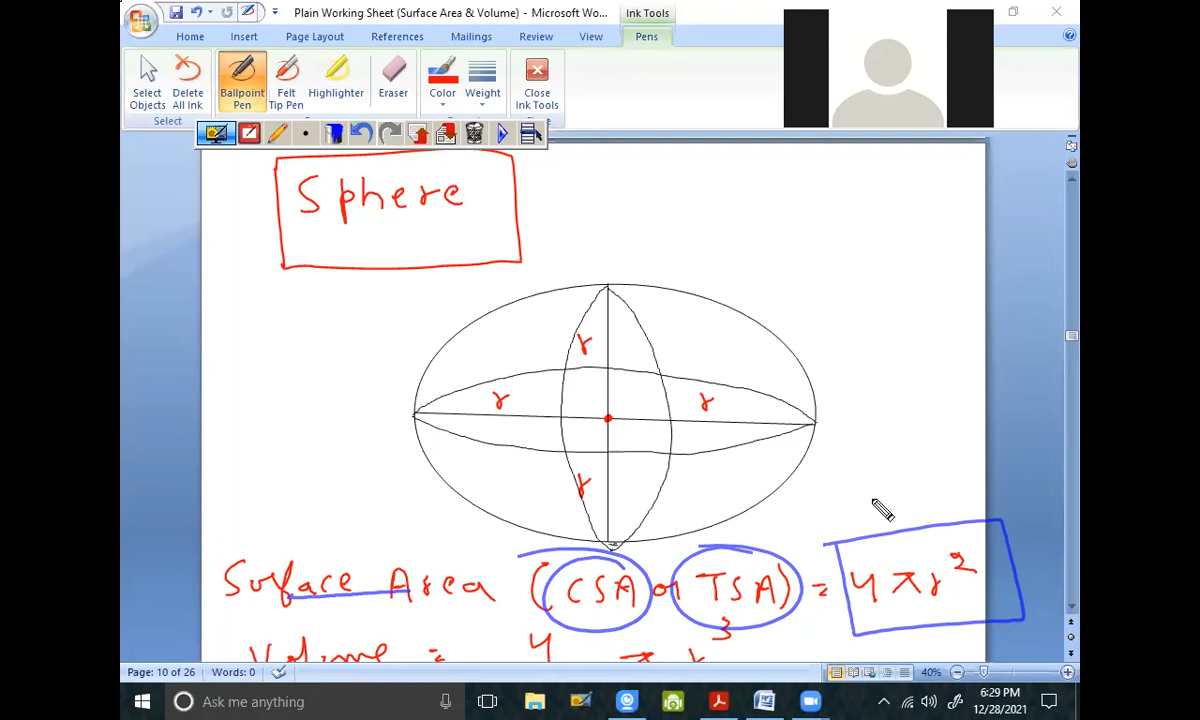 Plain Working Sheet (Surface Area & Volume) - Microsoft Wo...
Ink Tools
Home Insert Page Layout References Mailings Review View Pens
Select Objects
Delete All Ink
Ballpoint Pen
Felt Tip Pen
Highlighter
Eraser
Color
Weight
Close Ink Tools
Select
Sphere
r
r
r
r
Surface Area (CSA or TSA) = 4πr²
Volume = 4 π r³
Page: 10 of 26 Words: 0 40%
Ask me anything
6:29 PM
12/28/2021